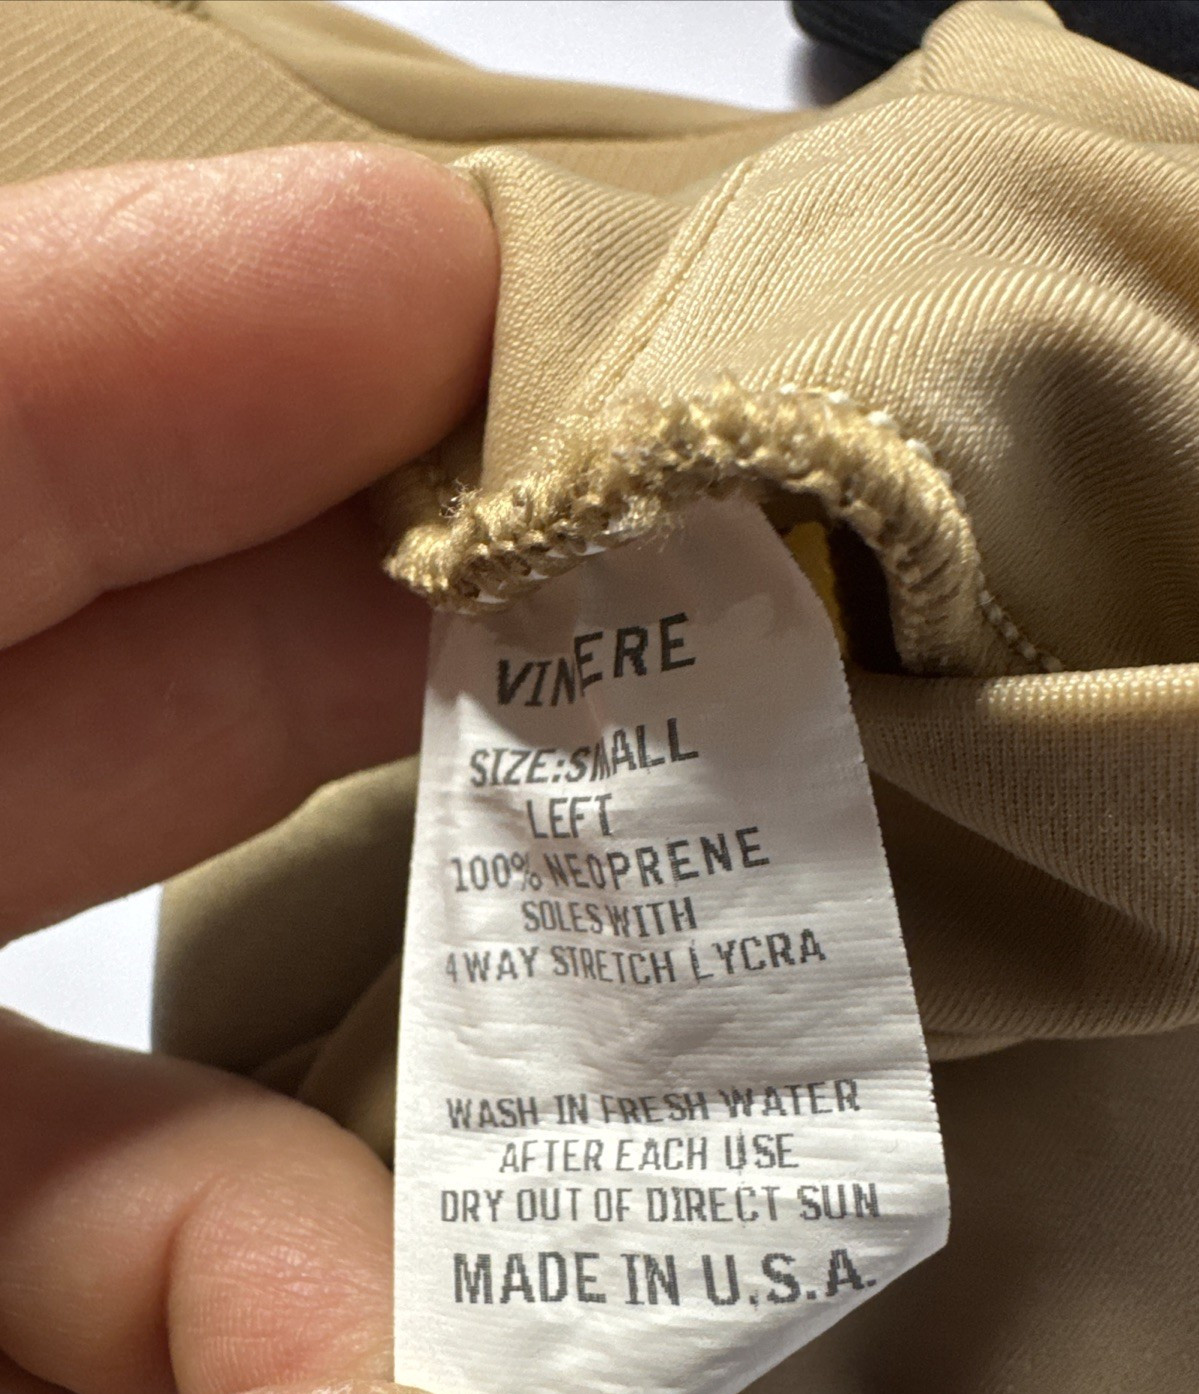 VINERE
SIZE:SMALL
LEFT
100% NEOPRENE
SOLES WITH
4 WAY STRETCH LYCRA
WASH IN FRESH WATER
AFTER EACH USE
DRY OUT OF DIRECT SUN
MADE IN U.S.A.